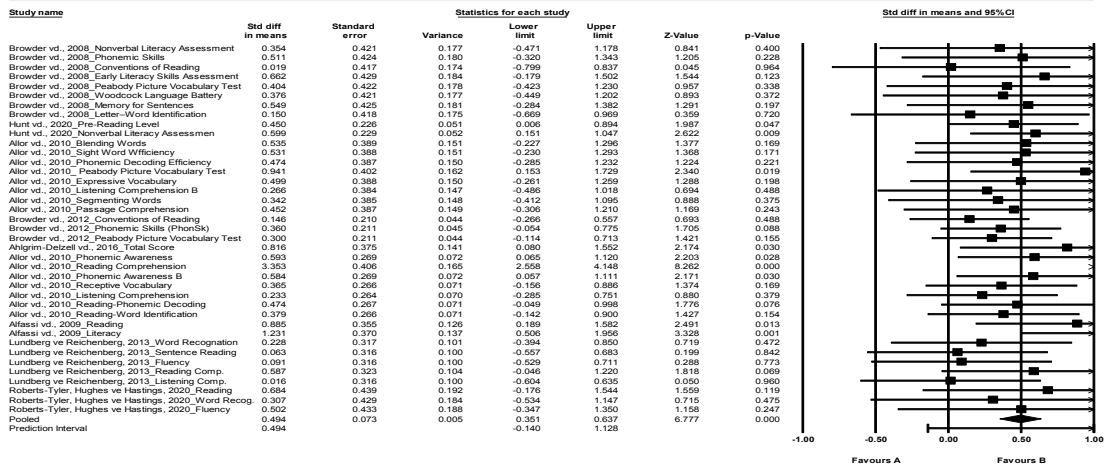 Study name Statistics for each study Std diff in means and 95%CI
Std diff in means Standard error Variance Lower limit Upper limit Z-Value p-Value
Browder vd., 2008_Nonverbal Literacy Assessment 0.354 0.421 0.177 -0.471 1.178 0.841 0.400
Browder vd., 2008_Phonemic Skills 0.511 0.424 0.180 -0.320 1.343 1.205 0.228
Browder vd., 2008_Conventions of Reading 0.019 0.417 0.174 -0.799 0.837 0.045 0.964
Browder vd., 2008_Early Literacy Skills Assessment 0.662 0.429 0.184 -0.179 1.502 1.544 0.123
Browder vd., 2008_Peabody Picture Vocabulary Test 0.404 0.422 0.178 -0.423 1.230 0.957 0.338
Browder vd., 2008_Woodcock Language Battery 0.376 0.421 0.177 -0.449 1.202 0.893 0.372
Browder vd., 2008_Memory for Sentences 0.549 0.425 0.181 -0.284 1.382 1.291 0.197
Browder vd., 2008_Letter–Word Identification 0.150 0.418 0.175 -0.669 0.969 0.359 0.720
Hunt vd., 2020_Pre-Reading Level 0.450 0.226 0.051 0.006 0.894 1.987 0.047
Hunt vd., 2020_Nonverbal Literacy Assessmen 0.599 0.229 0.052 0.151 1.047 2.622 0.009
Allor vd., 2010_Blending Words 0.535 0.389 0.151 -0.227 1.296 1.377 0.169
Allor vd., 2010_Sight Word Wfficiency 0.531 0.388 0.151 -0.230 1.293 1.368 0.171
Allor vd., 2010_Phonemic Decoding Efficiency 0.474 0.387 0.150 -0.285 1.232 1.224 0.221
Allor vd., 2010_ Peabody Picture Vocabulary Test 0.941 0.402 0.162 0.153 1.729 2.340 0.019
Allor vd., 2010_Expressive Vocabulary 0.499 0.388 0.150 -0.261 1.259 1.288 0.198
Allor vd., 2010_Listening Comprehension B 0.266 0.384 0.147 -0.486 1.018 0.694 0.488
Allor vd., 2010_Segmenting Words 0.342 0.385 0.148 -0.412 1.095 0.888 0.375
Allor vd., 2010_Passage Comprehension 0.452 0.387 0.149 -0.306 1.210 1.169 0.243
Browder vd., 2012_Conventions of Reading 0.146 0.210 0.044 -0.266 0.557 0.693 0.488
Browder vd., 2012_Phonemic Skills (PhonSk) 0.360 0.211 0.045 -0.054 0.775 1.705 0.088
Browder vd., 2012_Peabody Picture Vocabulary Test 0.300 0.211 0.044 -0.114 0.713 1.421 0.155
Ahlgrim-Delzell vd., 2016_Total Score 0.816 0.375 0.141 0.080 1.552 2.174 0.030
Allor vd., 2010_Phonemic Awareness 0.593 0.269 0.072 0.065 1.120 2.203 0.028
Allor vd., 2010_Reading Comprehension 3.353 0.406 0.165 2.558 4.148 8.262 0.000
Allor vd., 2010_Phonemic Awareness B 0.584 0.269 0.072 0.057 1.111 2.171 0.030
Allor vd., 2010_Receptive Vocabulary 0.365 0.266 0.071 -0.156 0.886 1.374 0.169
Allor vd., 2010_Listening Comprehension 0.233 0.264 0.070 -0.285 0.751 0.880 0.379
Allor vd., 2010_Reading-Phonemic Decoding 0.474 0.267 0.071 -0.049 0.998 1.776 0.076
Allor vd., 2010_Reading-Word Identification 0.379 0.266 0.071 -0.142 0.900 1.427 0.154
Alfassi vd., 2009_Reading 0.885 0.355 0.126 0.189 1.582 2.491 0.013
Alfassi vd., 2009_Literacy 1.231 0.370 0.137 0.506 1.956 3.328 0.001
Lundberg ve Reichenberg, 2013_Word Recognation 0.228 0.317 0.101 -0.394 0.850 0.719 0.472
Lundberg ve Reichenberg, 2013_Sentence Reading 0.063 0.316 0.100 -0.557 0.683 0.199 0.842
Lundberg ve Reichenberg, 2013_Fluency 0.091 0.316 0.100 -0.529 0.711 0.288 0.773
Lundberg ve Reichenberg, 2013_Reading Comp. 0.587 0.323 0.104 -0.046 1.220 1.818 0.069
Lundberg ve Reichenberg, 2013_Listening Comp. 0.016 0.316 0.100 -0.604 0.635 0.050 0.960
Roberts-Tyler, Hughes ve Hastings, 2020_Reading 0.684 0.439 0.192 -0.176 1.544 1.559 0.119
Roberts-Tyler, Hughes ve Hastings, 2020_Word Recog. 0.307 0.429 0.184 -0.534 1.147 0.715 0.475
Roberts-Tyler, Hughes ve Hastings, 2020_Fluency 0.502 0.433 0.188 -0.347 1.350 1.158 0.247
Pooled 0.494 0.073 0.005 0.351 0.637 6.777 0.000
Prediction Interval 0.494 -0.140 1.128
-1.00 -0.50 0.00 0.50 1.00
Favours A Favours B